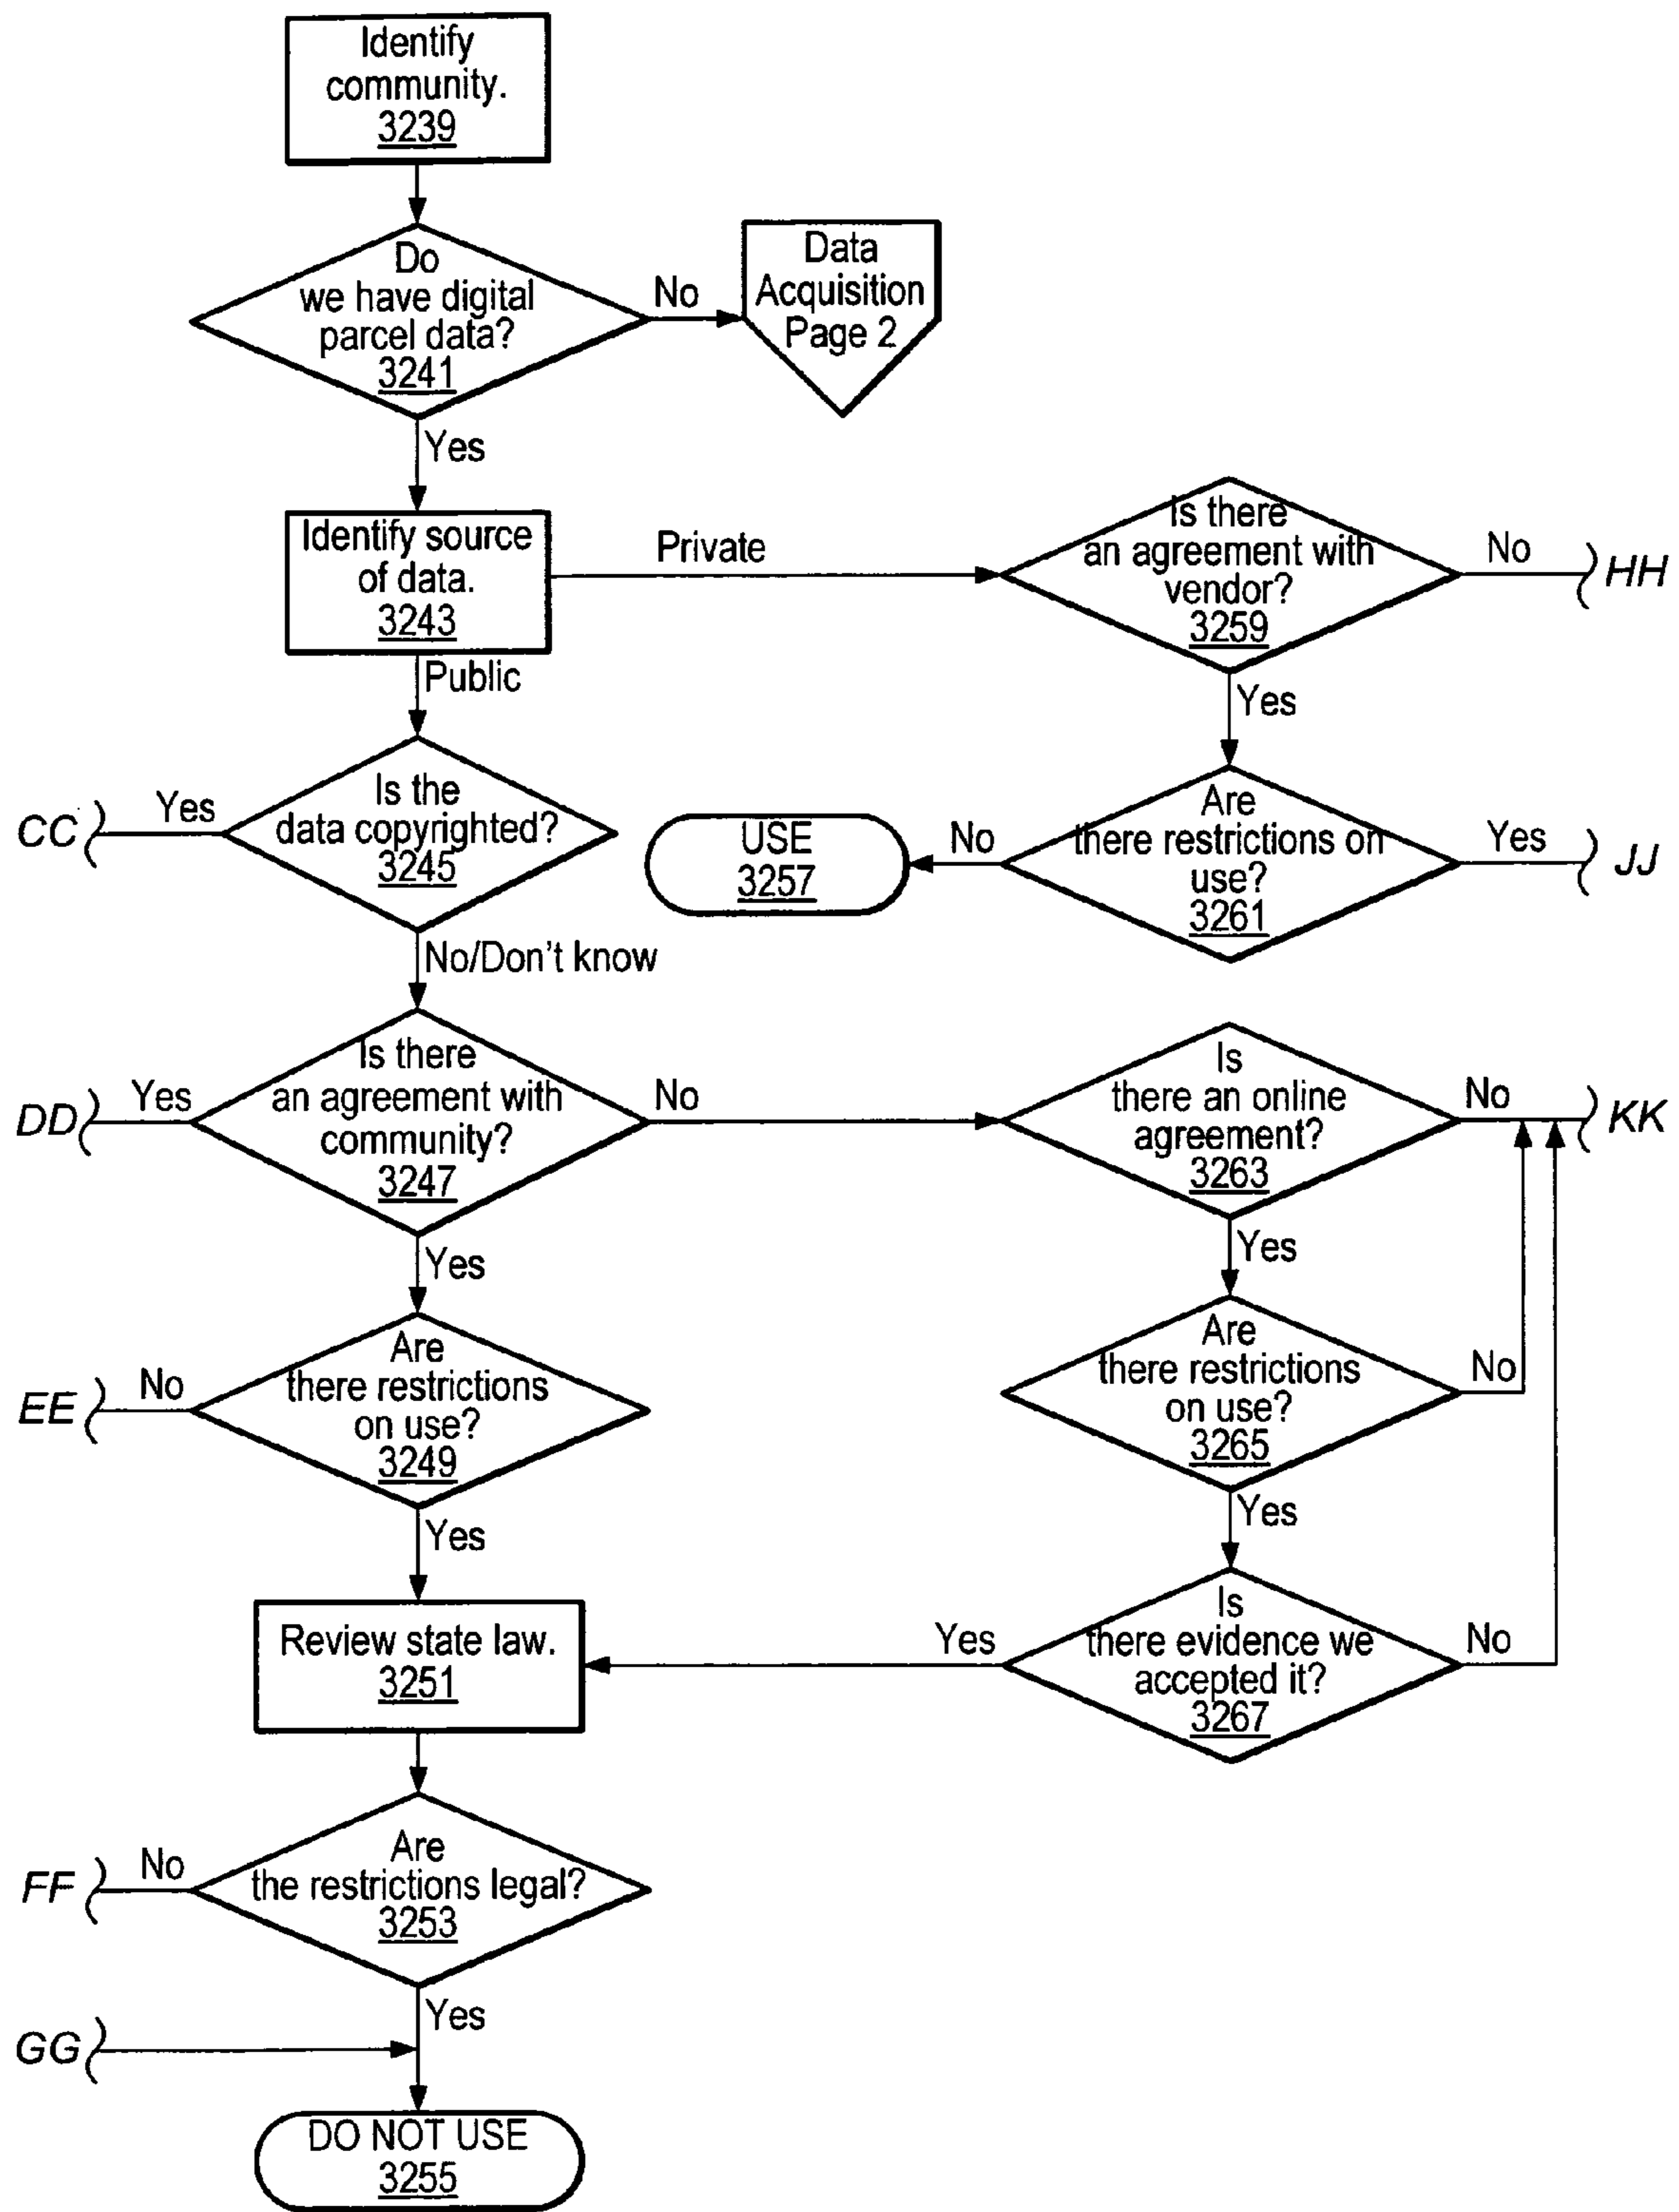 Identify
community.
3239
Do
we have digital
parcel data?
3241
No
Data
Acquisition
Page 2
Yes
Identify source
of data.
3243
Private
Is there
an agreement with
vendor?
3259
No
HH
Public
Yes
Is the
data copyrighted?
3245
Yes
CC
USE
3257
No
Are
there restrictions on
use?
3261
Yes
JJ
No/Don't know
Is there
an agreement with
community?
3247
Yes
DD
No
Is
there an online
agreement?
3263
No
KK
Yes
Yes
Are
there restrictions
on use?
3249
No
EE
Are
there restrictions
on use?
3265
No
Yes
Yes
Review state law.
3251
Yes
Is
there evidence we
accepted it?
3267
No
Are
the restrictions legal?
3253
No
FF
Yes
GG
DO NOT USE
3255